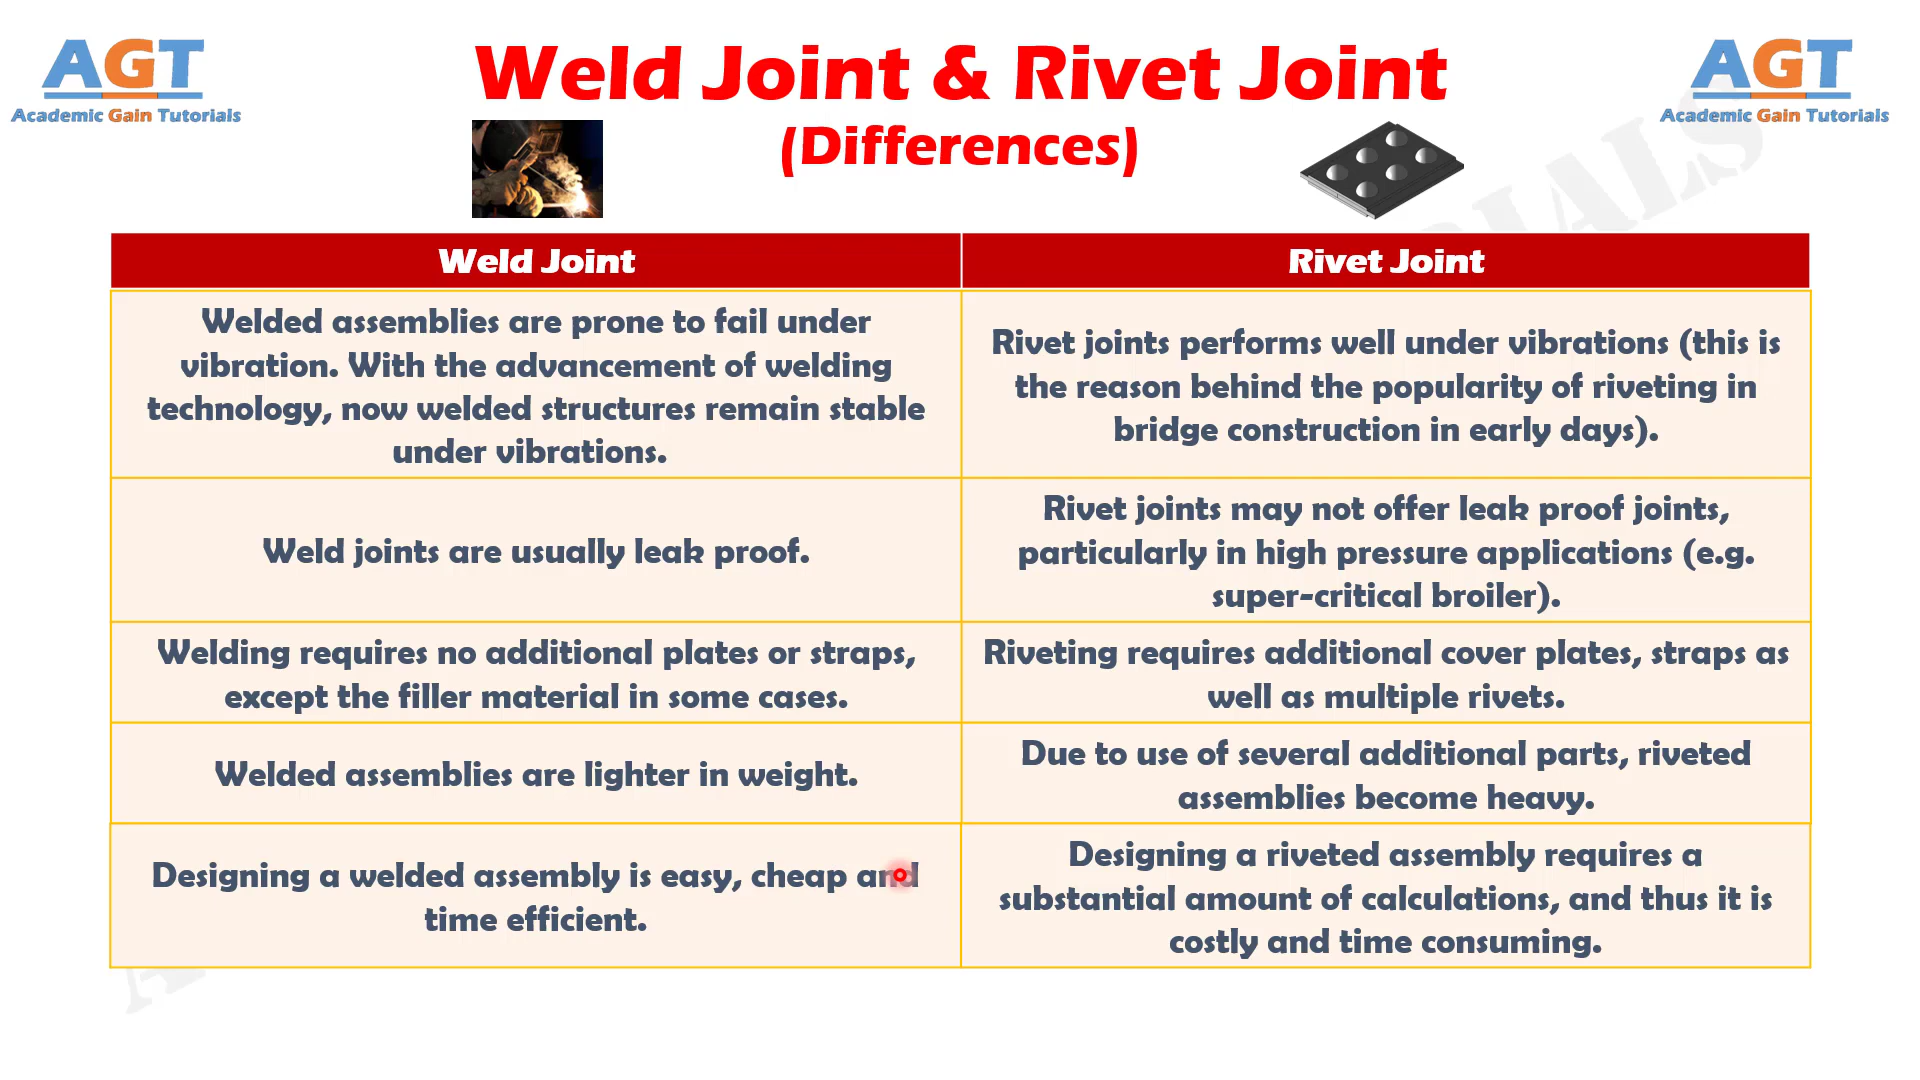 AGT
Academic Gain Tutorials
Weld Joint & Rivet Joint
(Differences)
AGT
Academic Gain Tutorials
Weld Joint
Rivet Joint
Welded assemblies are prone to fail under
vibration. With the advancement of welding
technology, now welded structures remain stable
under vibrations.
Rivet joints performs well under vibrations (this is
the reason behind the popularity of riveting in
bridge construction in early days).
Weld joints are usually leak proof.
Rivet joints may not offer leak proof joints,
particularly in high pressure applications (e.g.
super-critical broiler).
Welding requires no additional plates or straps,
except the filler material in some cases.
Riveting requires additional cover plates, straps as
well as multiple rivets.
Welded assemblies are lighter in weight.
Due to use of several additional parts, riveted
assemblies become heavy.
Designing a welded assembly is easy, cheap and
time efficient.
Designing a riveted assembly requires a
substantial amount of calculations, and thus it is
costly and time consuming.